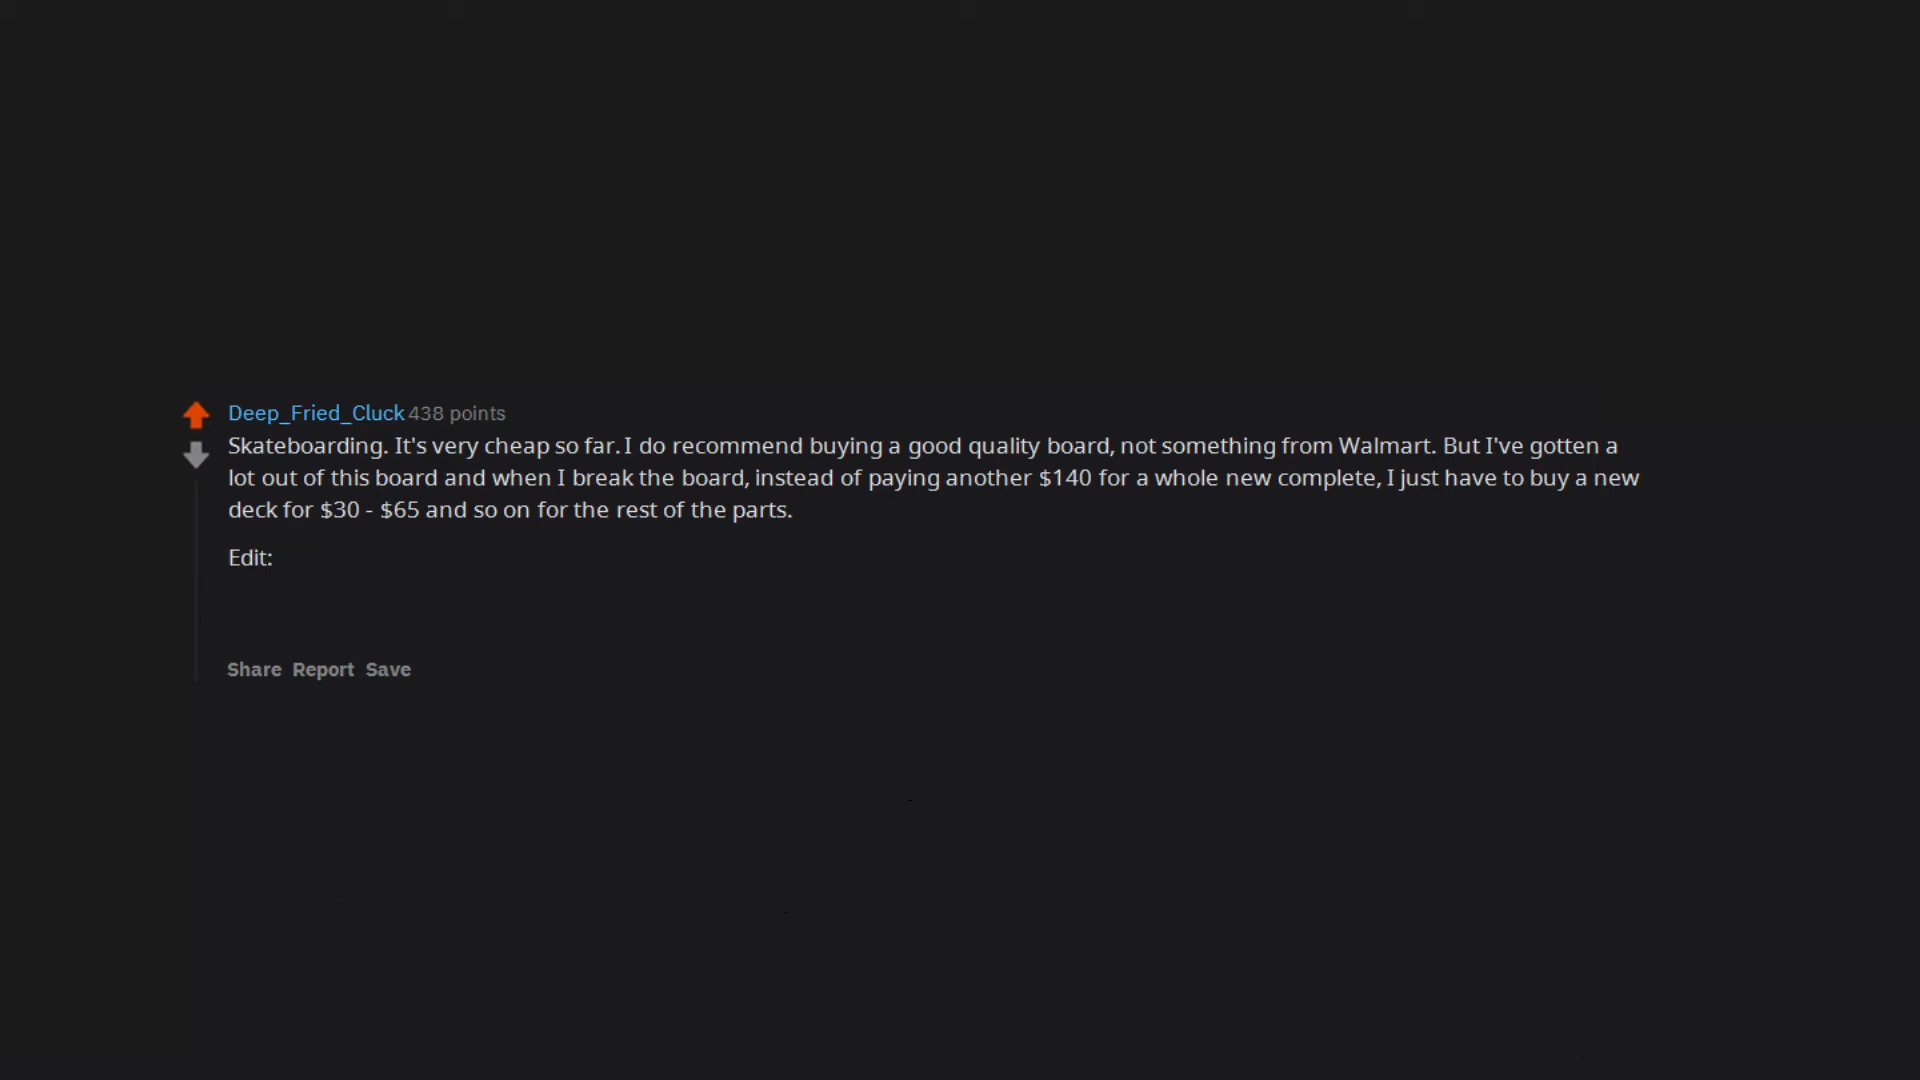 Deep_Fried_Cluck 438 points
Skateboarding. It's very cheap so far. I do recommend buying a good quality board, not something from Walmart. But I've gotten a
lot out of this board and when I break the board, instead of paying another $140 for a whole new complete, I just have to buy a new
deck for $30 - $65 and so on for the rest of the parts.
Edit:
Share Report Save